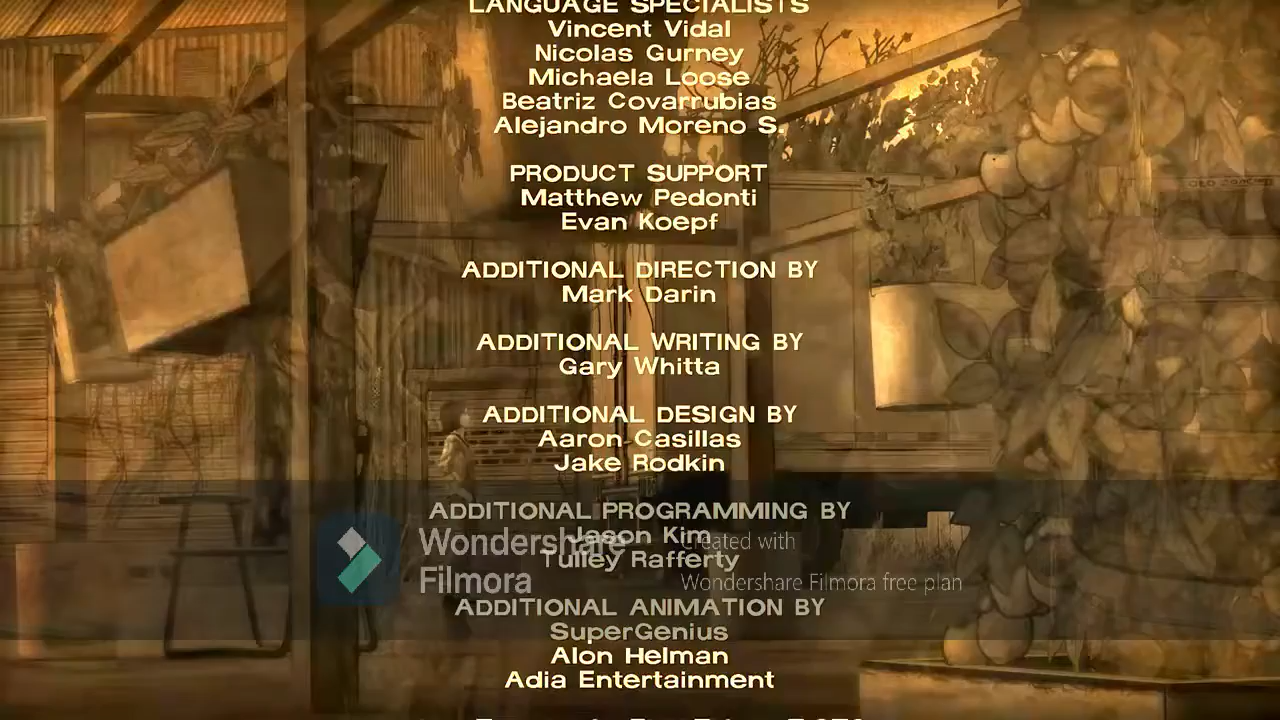 LANGUAGE SPECIALISTS
Vincent Vidal
Nicolas Gurney
Michaela Loose
Beatriz Covarrubias
Alejandro Moreno S.
PRODUCT SUPPORT
Matthew Pedonti
Evan Koepf
ADDITIONAL DIRECTION BY
Mark Darin
ADDITIONAL WRITING BY
Gary Whitta
ADDITIONAL DESIGN BY
Aaron Casillas
Jake Rodkin
ADDITIONAL PROGRAMMING BY
Jason Kim
Tulley Rafferty
Wondershare
Filmora
Created with
Wondershare Filmora free plan
ADDITIONAL ANIMATION BY
SuperGenius
Alon Helman
Adia Entertainment